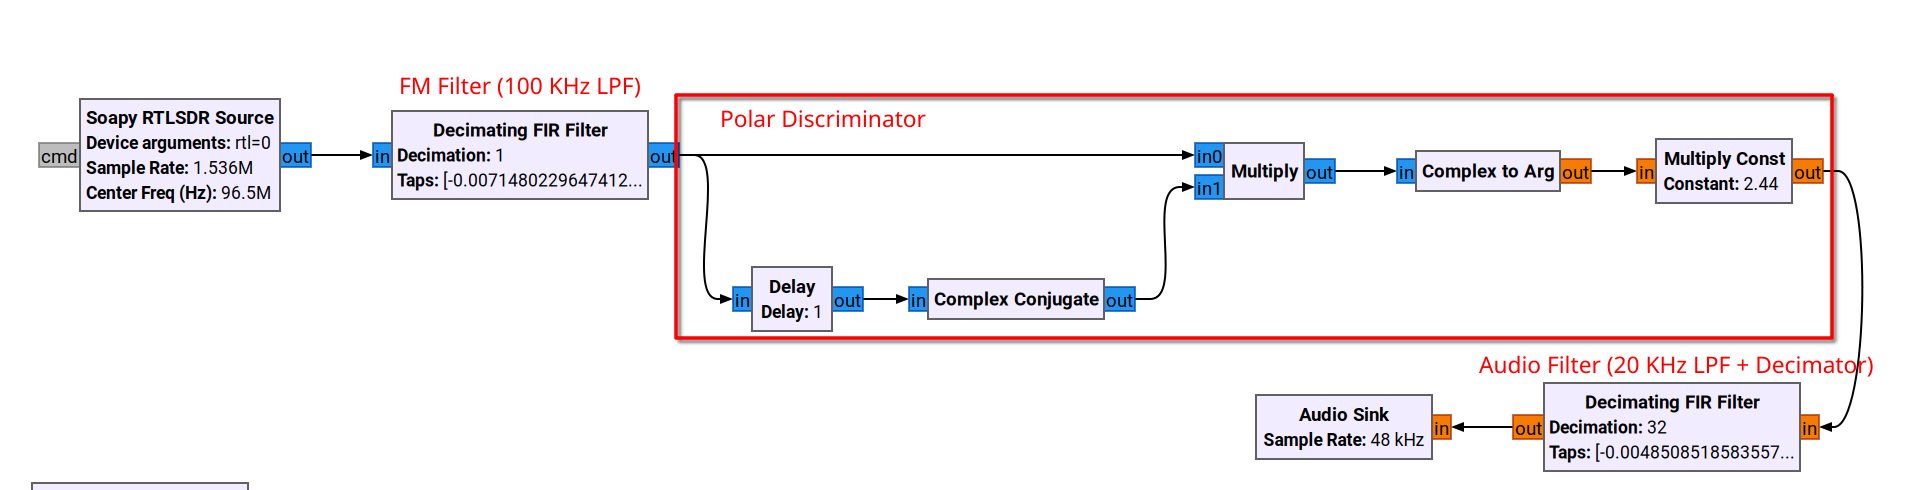 FM Filter (100 KHz LPF)
Polar Discriminator
cmd
Soapy RTLSDR Source
Device arguments: rtl=0
Sample Rate: 1.536M
Center Freq (Hz): 96.5M
out
in
Decimating FIR Filter
Decimation: 1
Taps: [-0.0071480229647412...
out
in0
in1
Multiply
out
in
Complex to Arg
out
in
Multiply Const
Constant: 2.44
out
in
Delay
Delay: 1
out
in
Complex Conjugate
out
Audio Filter (20 KHz LPF + Decimator)
Audio Sink
Sample Rate: 48 kHz
in
out
Decimating FIR Filter
Decimation: 32
Taps: [-0.0048508518583557...
in